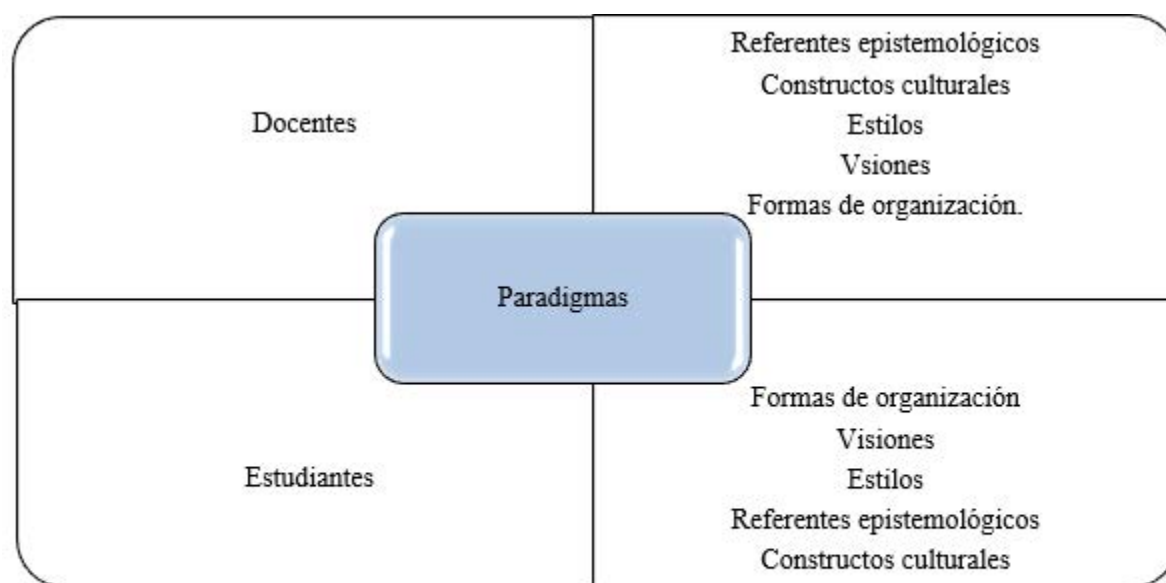 Docentes
Referentes epistemológicos
Constructos culturales
Estilos
Vsiones
Formas de organización.
Paradigmas
Estudiantes
Formas de organización
Visiones
Estilos
Referentes epistemológicos
Constructos culturales